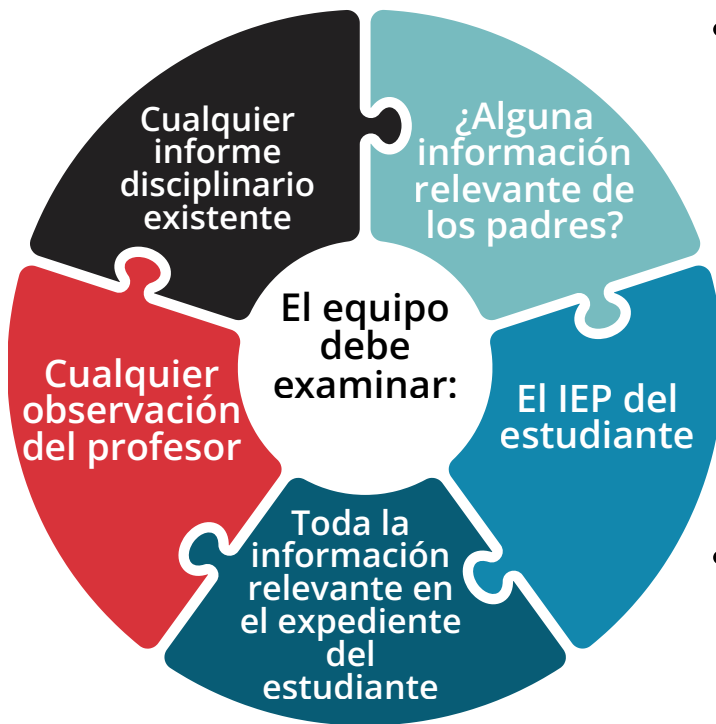 El equipo
debe
examinar:
¿Alguna
información
relevante de
los padres?
El IEP del
estudiante
Toda la
información
relevante en
el expediente
del
estudiante
Cualquier
observación
del profesor
Cualquier
informe
disciplinario
existente